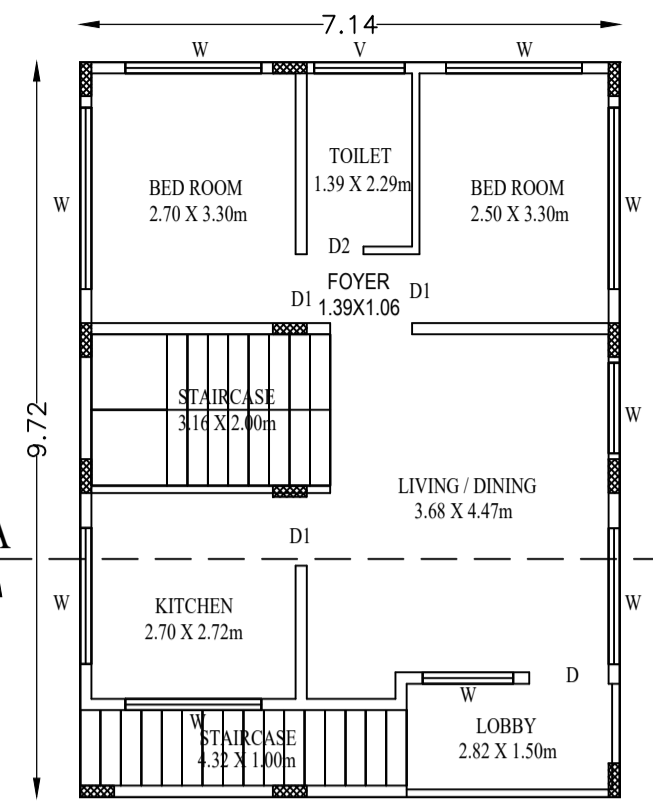 7.14
W
V
W
TOILET
1.39 X 2.29m
BED ROOM
2.70 X 3.30m
BED ROOM
2.50 X 3.30m
W
W
D2
FOYER
1.39X1.06
D1
D1
STAIRCASE
3.16 X 2.00m
W
9.72
LIVING / DINING
3.68 X 4.47m
D1
A
KITCHEN
2.70 X 2.72m
W
W
D
W
W
LOBBY
2.82 X 1.50m
STAIRCASE
4.32 X 1.00m